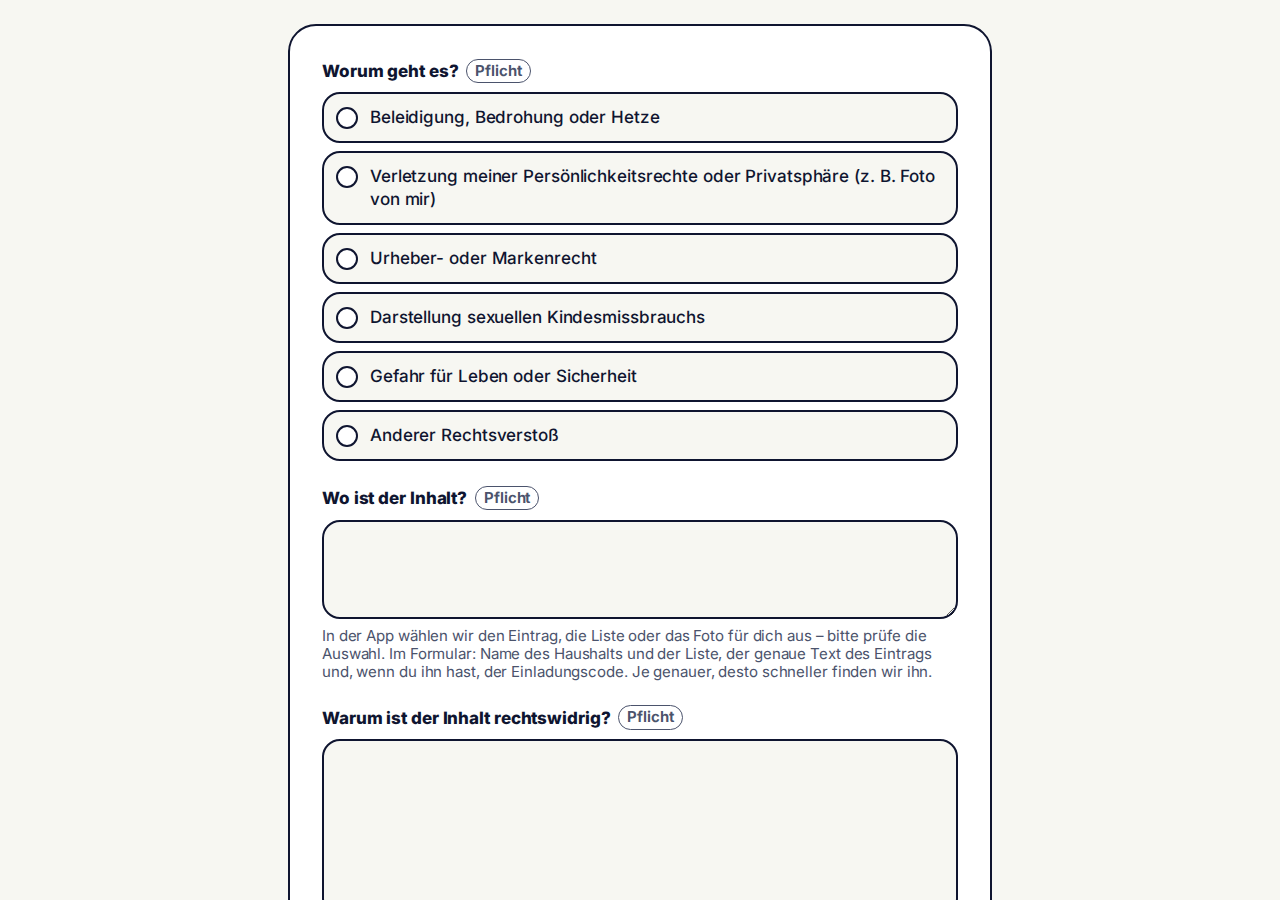 Worum geht es? Pflicht
Beleidigung, Bedrohung oder Hetze
Verletzung meiner Persönlichkeitsrechte oder Privatsphäre (z. B. Foto
von mir)
Urheber- oder Markenrecht
Darstellung sexuellen Kindesmissbrauchs
Gefahr für Leben oder Sicherheit
Anderer Rechtsverstoß
Wo ist der Inhalt? Pflicht
In der App wählen wir den Eintrag, die Liste oder das Foto für dich aus – bitte prüfe die
Auswahl. Im Formular: Name des Haushalts und der Liste, der genaue Text des Eintrags
und, wenn du ihn hast, der Einladungscode. Je genauer, desto schneller finden wir ihn.
Warum ist der Inhalt rechtswidrig? Pflicht